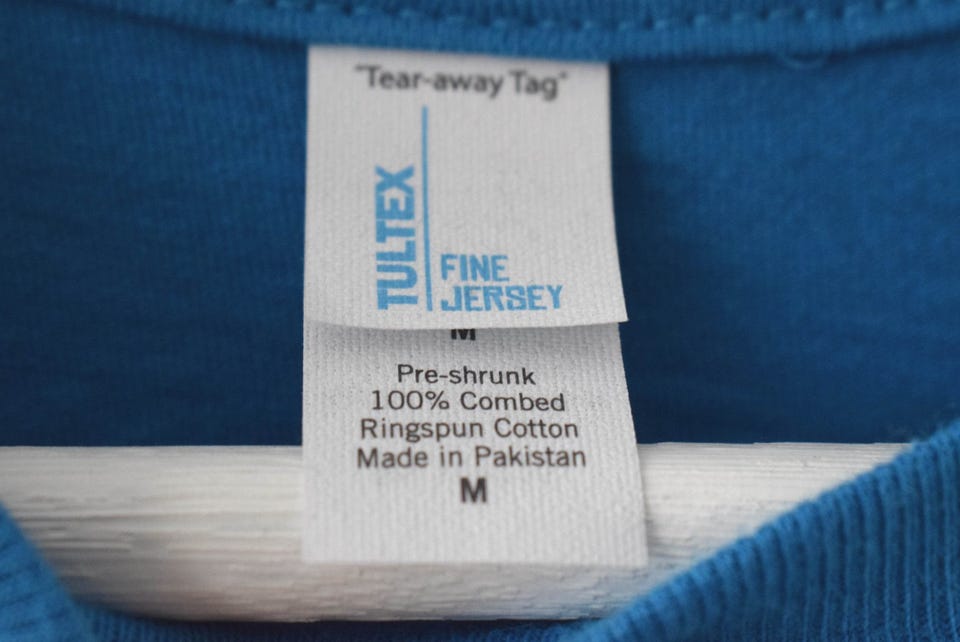 "Tear-away Tag"
TULTEX
FINE
JERSEY
M
Pre-shrunk
100% Combed
Ringspun Cotton
Made in Pakistan
M